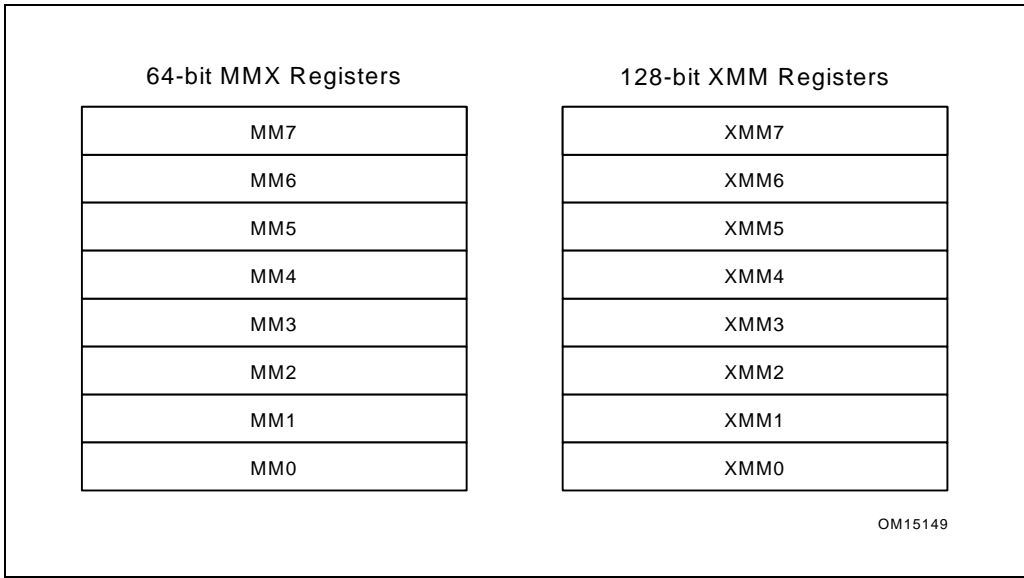 64-bit MMX Registers
MM7
MM6
MM5
MM4
MM3
MM2
MM1
MM0
128-bit XMM Registers
XMM7
XMM6
XMM5
XMM4
XMM3
XMM2
XMM1
XMM0
OM15149